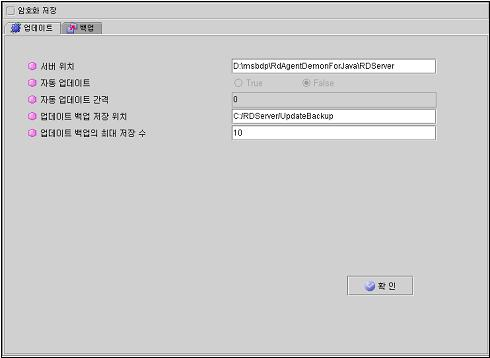 암호화 저장
업데이트 백업
서버 위치 D:\msbdp\RdAgentDemonForJava\RDServer
자동 업데이트 True False
자동 업데이트 간격 0
업데이트 백업 저장 위치 C:/RDServer/UpdateBackup
업데이트 백업의 최대 저장 수 10
확 인